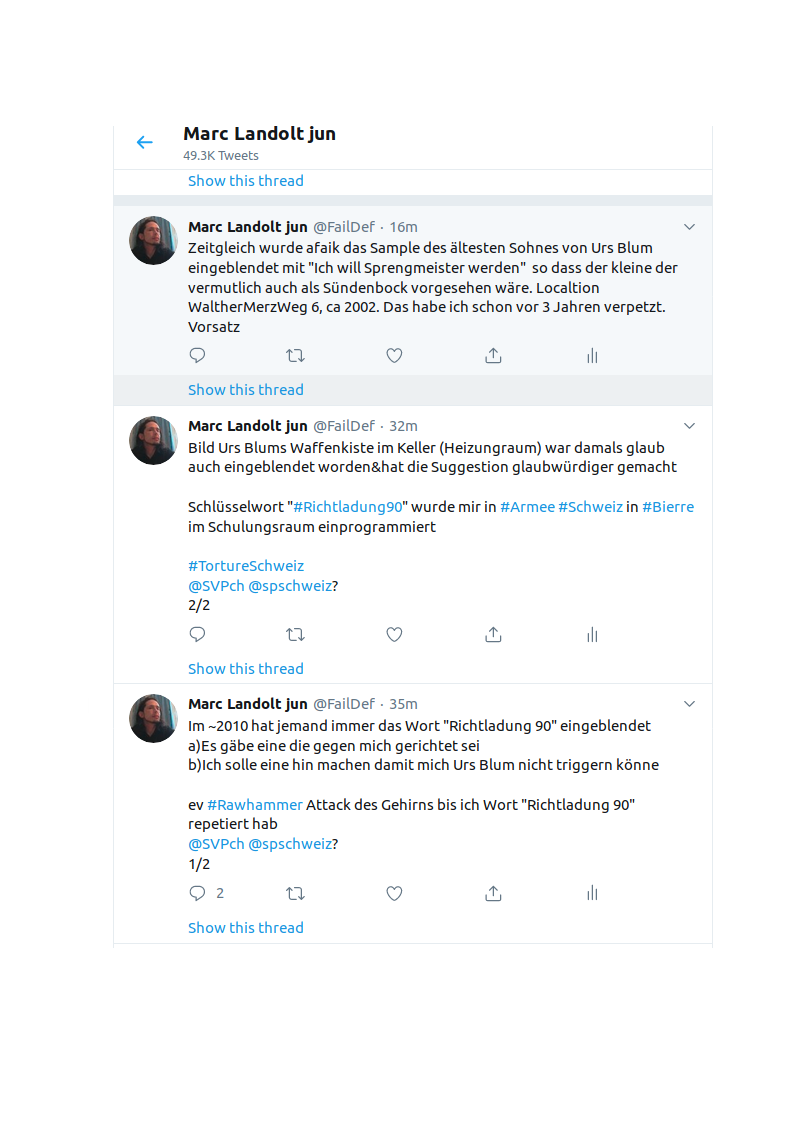 Marc Landolt jun
49.3K Tweets
Show this thread
Marc Landolt jun @FailDef · 16m
Zeitgleich wurde afaik das Sample des ältesten Sohnes von Urs Blum
eingeblendet mit "Ich will Sprengmeister werden"  so dass der kleine der
vermutlich auch als Sündenbock vorgesehen wäre. Localtion
WaltherMerzWeg 6, ca 2002. Das habe ich schon vor 3 Jahren verpetzt.
Vorsatz
Show this thread
Marc Landolt jun @FailDef · 32m
Bild Urs Blums Waffenkiste im Keller (Heizungraum) war damals glaub
auch eingeblendet worden&hat die Suggestion glaubwürdiger gemacht
Schlüsselwort "#Richtladung90" wurde mir in #Armee #Schweiz in #Bierre
im Schulungsraum einprogrammiert
#TortureSchweiz
@SVPch @spschweiz?
2/2
Show this thread
Marc Landolt jun @FailDef · 35m
Im ~2010 hat jemand immer das Wort "Richtladung 90" eingeblendet
a)Es gäbe eine die gegen mich gerichtet sei
b)Ich solle eine hin machen damit mich Urs Blum nicht triggern könne
ev #Rawhammer Attack des Gehirns bis ich Wort "Richtladung 90"
repetiert hab
@SVPch @spschweiz?
1/2
2
Show this thread